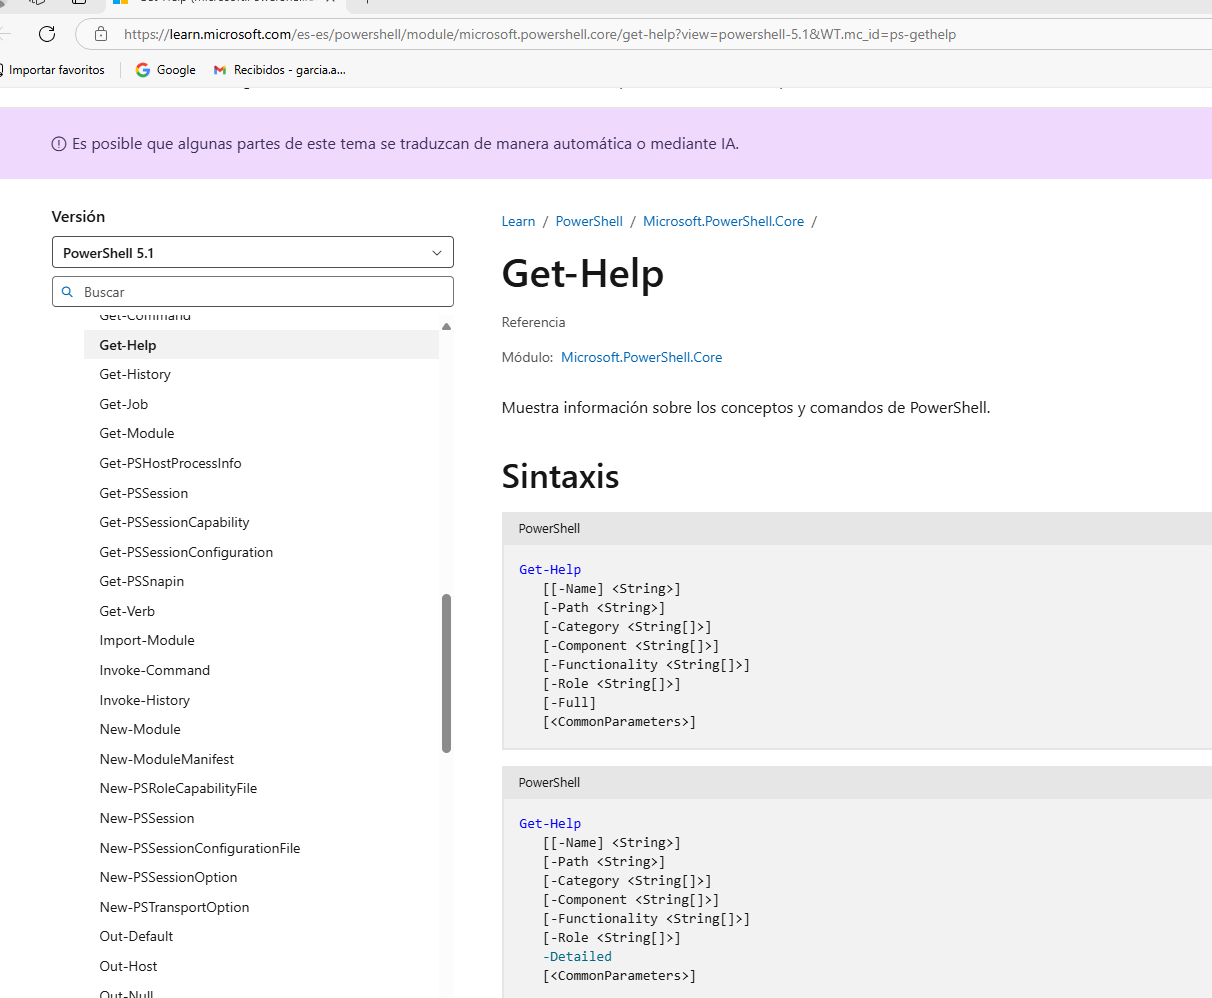 https://learn.microsoft.com/es-es/powershell/module/microsoft.powershell.core/get-help?view=powershell-5.1&WT.mc_id=ps-gethelp
Importar favoritos
Google
Recibidos - garcia.a...
Es posible que algunas partes de este tema se traduzcan de manera automática o mediante IA.
Versión
PowerShell 5.1
Buscar
Get-Command
Get-Help
Get-History
Get-Job
Get-Module
Get-PSHostProcessInfo
Get-PSSession
Get-PSSessionCapability
Get-PSSessionConfiguration
Get-PSSnapin
Get-Verb
Import-Module
Invoke-Command
Invoke-History
New-Module
New-ModuleManifest
New-PSRoleCapabilityFile
New-PSSession
New-PSSessionConfigurationFile
New-PSSessionOption
New-PSTransportOption
Out-Default
Out-Host
Out-Null
Learn / PowerShell / Microsoft.PowerShell.Core /
Get-Help
Referencia
Módulo: Microsoft.PowerShell.Core
Muestra información sobre los conceptos y comandos de PowerShell.
Sintaxis
PowerShell
Get-Help
[[-Name] <String>]
[-Path <String>]
[-Category <String[]>]
[-Component <String[]>]
[-Functionality <String[]>]
[-Role <String[]>]
[-Full]
[<CommonParameters>]
PowerShell
Get-Help
[[-Name] <String>]
[-Path <String>]
[-Category <String[]>]
[-Component <String[]>]
[-Functionality <String[]>]
[-Role <String[]>]
-Detailed
[<CommonParameters>]